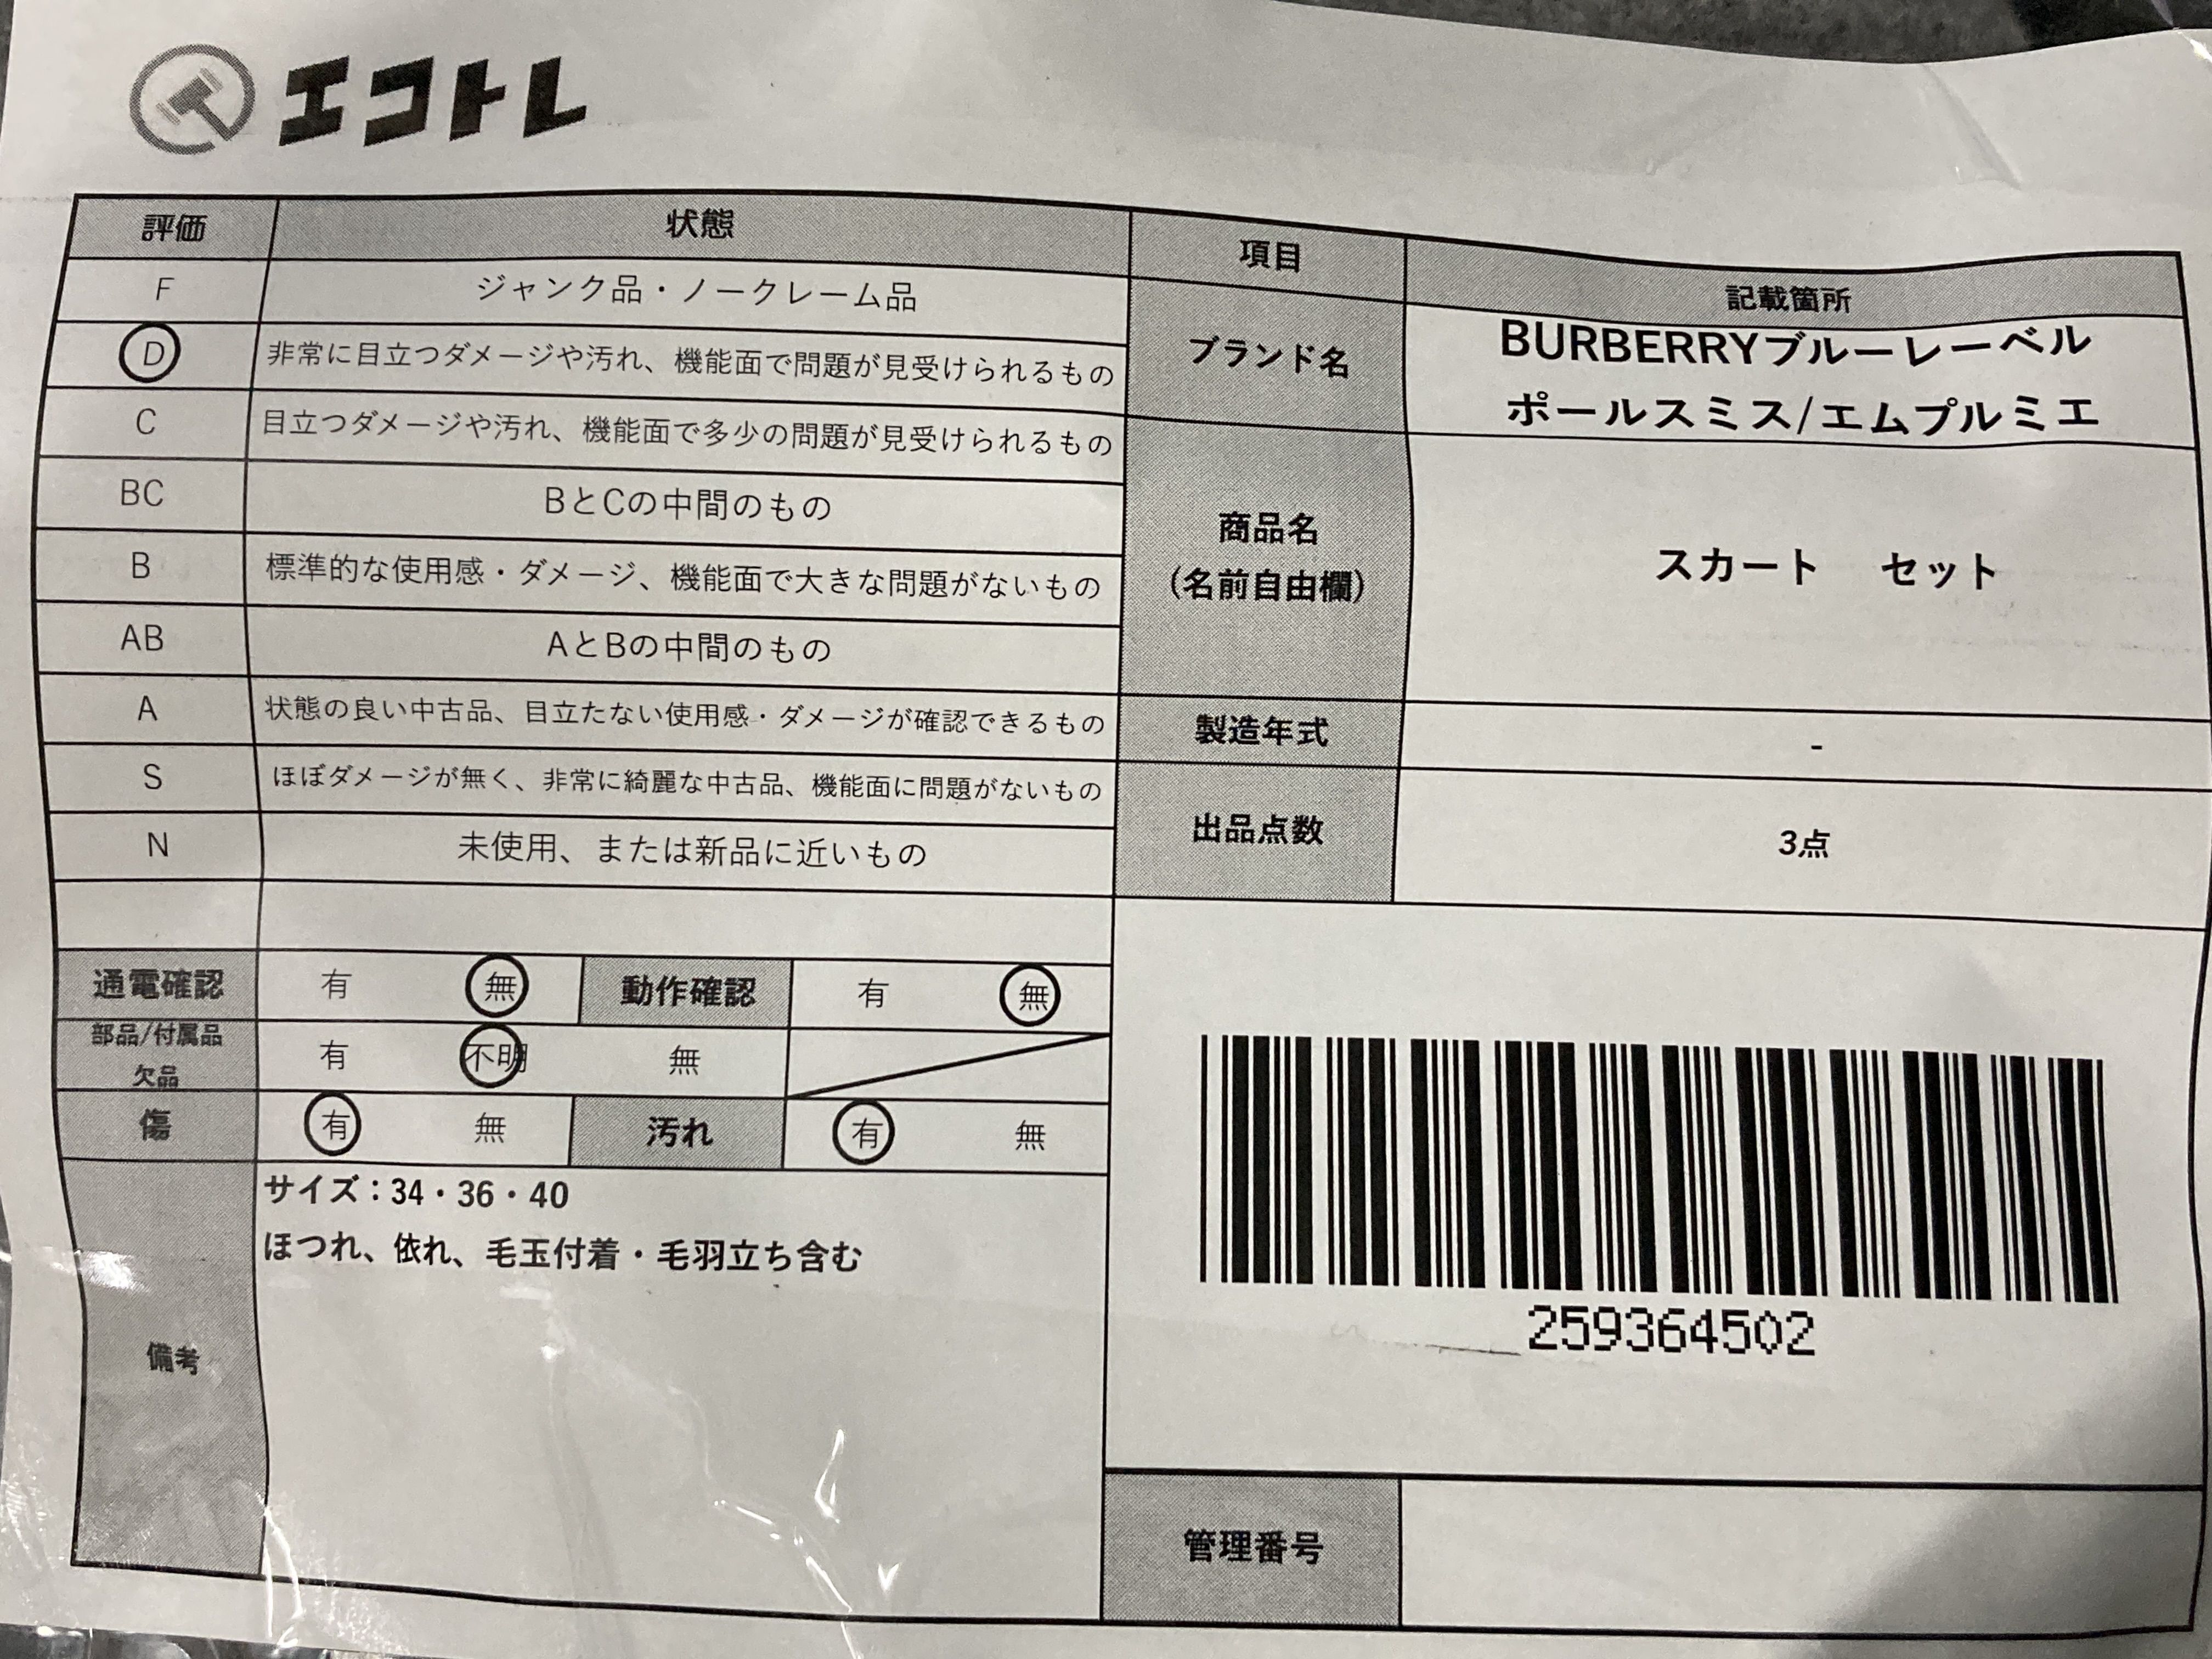 エコトレ
評価 状態
F ジャンク品・ノークレーム品
D 非常に目立つダメージや汚れ、機能面で問題が見受けられるもの
C 目立つダメージや汚れ、機能面で多少の問題が見受けられるもの
BC BとCの中間のもの
B 標準的な使用感・ダメージ、機能面で大きな問題がないもの
AB AとBの中間のもの
A 状態の良い中古品、目立たない使用感・ダメージが確認できるもの
S ほぼダメージが無く、非常に綺麗な中古品、機能面に問題がないもの
N 未使用、または新品に近いもの
通電確認 有 無 動作確認 有 無
部品/付属品
欠品 有 不明 無
傷 有 無 汚れ 有 無
備考
サイズ：34・36・40
ほつれ、依れ、毛玉付着・毛羽立ち含む
項目 記載箇所
ブランド名
BURBERRYブルーレーベル
ポールスミス/エムプルミエ
商品名
（名前自由欄）
スカート セット
製造年式 -
出品点数 3点
259364502
管理番号